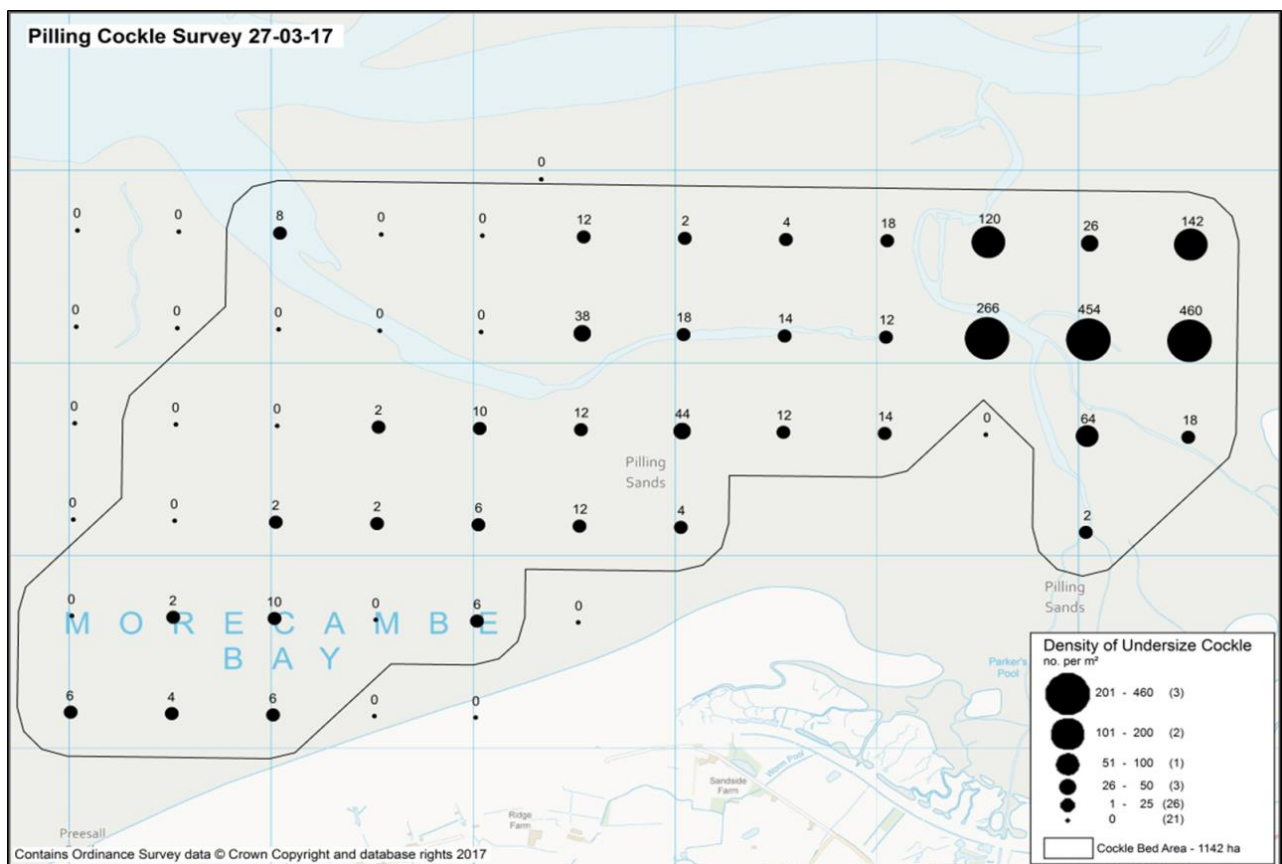 Pilling Cockle Survey 27-03-17
0
0 0 8 0 0 12 2 4 18 120 26 142
0 0 0 0 0 38 18 14 12 266 454 460
0 0 0 2 10 12 44 12 14 0 64 18
Pilling
Sands
0 0 2 2 6 12 4 2
Pilling
Sands
0 2 10 0 6 0
MORECAMBE
BAY
6 4 6 0 0
Parker's
Pool
Wyre Pool
Sandside
Farm
Ridge
Farm
Preesall
Density of Undersize Cockle
no. per m²
201 - 460 (3)
101 - 200 (2)
51 - 100 (1)
26 - 50 (3)
1 - 25 (26)
0 (21)
Cockle Bed Area - 1142 ha
Contains Ordinance Survey data © Crown Copyright and database rights 2017